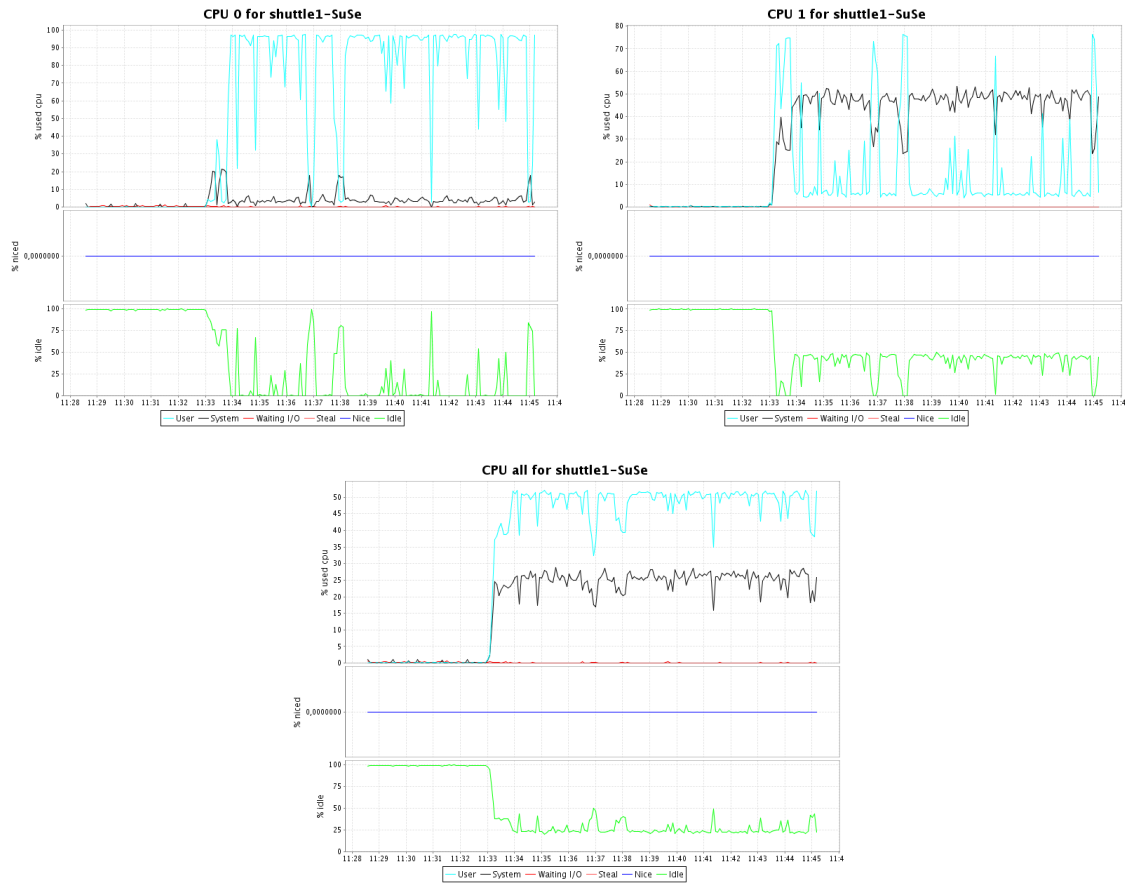 CPU 0 for shuttle1-SuSe
% used cpu
100
90
80
70
60
50
40
30
20
10
0
% niced
0,0000000
% idle
100
75
50
25
0
11:28 11:29 11:30 11:31 11:32 11:33 11:34 11:35 11:36 11:37 11:38 11:39 11:40 11:41 11:42 11:43 11:44 11:45 11:4
User System Waiting I/O Steal Nice Idle
CPU 1 for shuttle1-SuSe
% used cpu
80
70
60
50
40
30
20
10
0
% niced
0,0000000
% idle
100
75
50
25
0
11:28 11:29 11:30 11:31 11:32 11:33 11:34 11:35 11:36 11:37 11:38 11:39 11:40 11:41 11:42 11:43 11:44 11:45 11:4
User System Waiting I/O Steal Nice Idle
CPU all for shuttle1-SuSe
% used cpu
50
45
40
35
30
25
20
15
10
5
0
% niced
0,0000000
% idle
100
75
50
25
0
11:28 11:29 11:30 11:31 11:32 11:33 11:34 11:35 11:36 11:37 11:38 11:39 11:40 11:41 11:42 11:43 11:44 11:45 11:4
User System Waiting I/O Steal Nice Idle